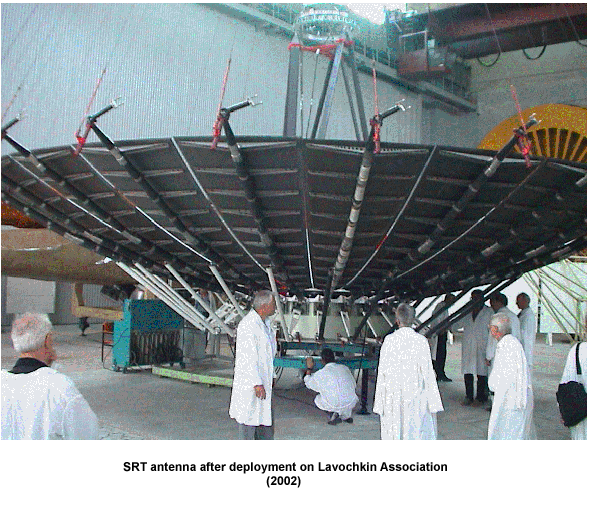 SRT antenna after deployment on Lavochkin Association
(2002)